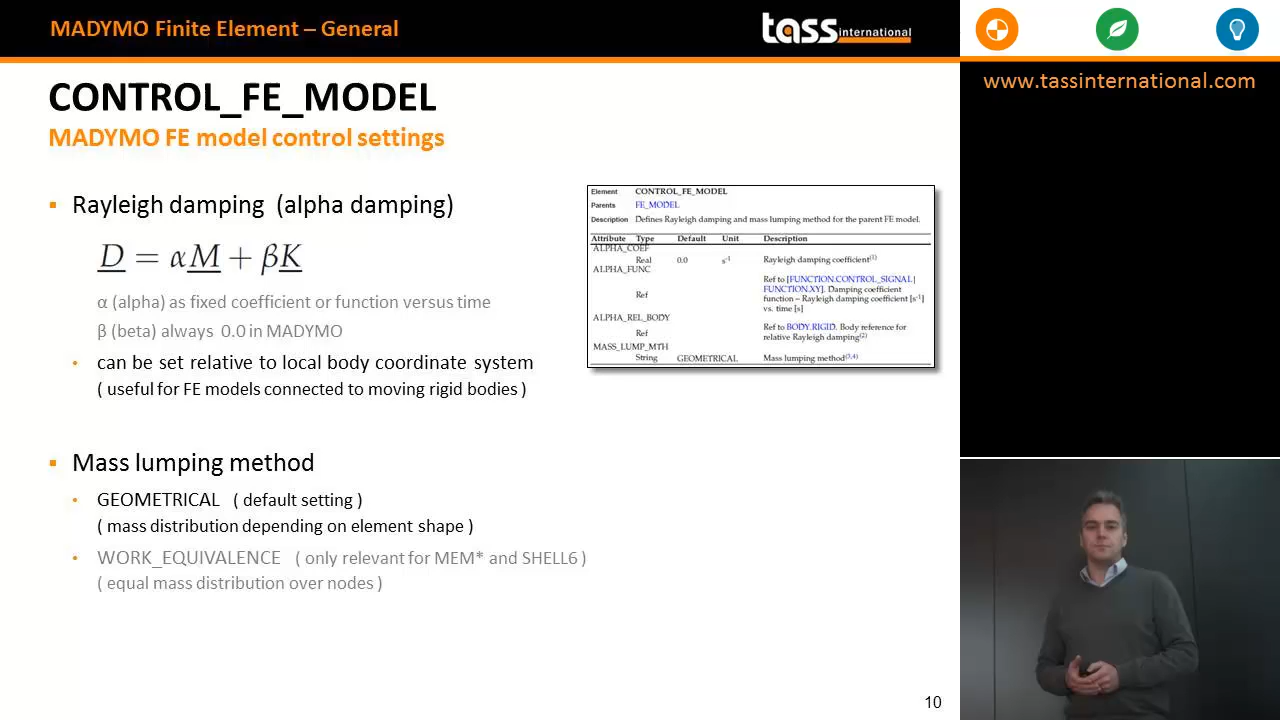 MADYMO Finite Element – General
tass international
www.tassinternational.com
CONTROL_FE_MODEL
MADYMO FE model control settings
▪ Rayleigh damping (alpha damping)
D = αM + βK
α (alpha) as fixed coefficient or function versus time
β (beta) always 0.0 in MADYMO
• can be set relative to local body coordinate system
( useful for FE models connected to moving rigid bodies )
Element CONTROL_FE_MODEL
Parents FE_MODEL
Description Defines Rayleigh damping and mass lumping method for the parent FE model.
Attribute Type Default Unit Description
ALPHA_COEF
Real 0.0 s⁻¹ Rayleigh damping coefficient(1)
ALPHA_FUNC
Ref Ref to [FUNCTION.CONTROL_SIGNAL|
FUNCTION.XY]. Damping coefficient
function – Rayleigh damping coefficient [s⁻¹]
vs. time [s]
ALPHA_REL_BODY
Ref Ref to BODY.RIGID. Body reference for
relative Rayleigh damping(2)
MASS_LUMP_MTH
String GEOMETRICAL Mass lumping method(3,4)
▪ Mass lumping method
• GEOMETRICAL ( default setting )
( mass distribution depending on element shape )
• WORK_EQUIVALENCE ( only relevant for MEM* and SHELL6 )
( equal mass distribution over nodes )
10